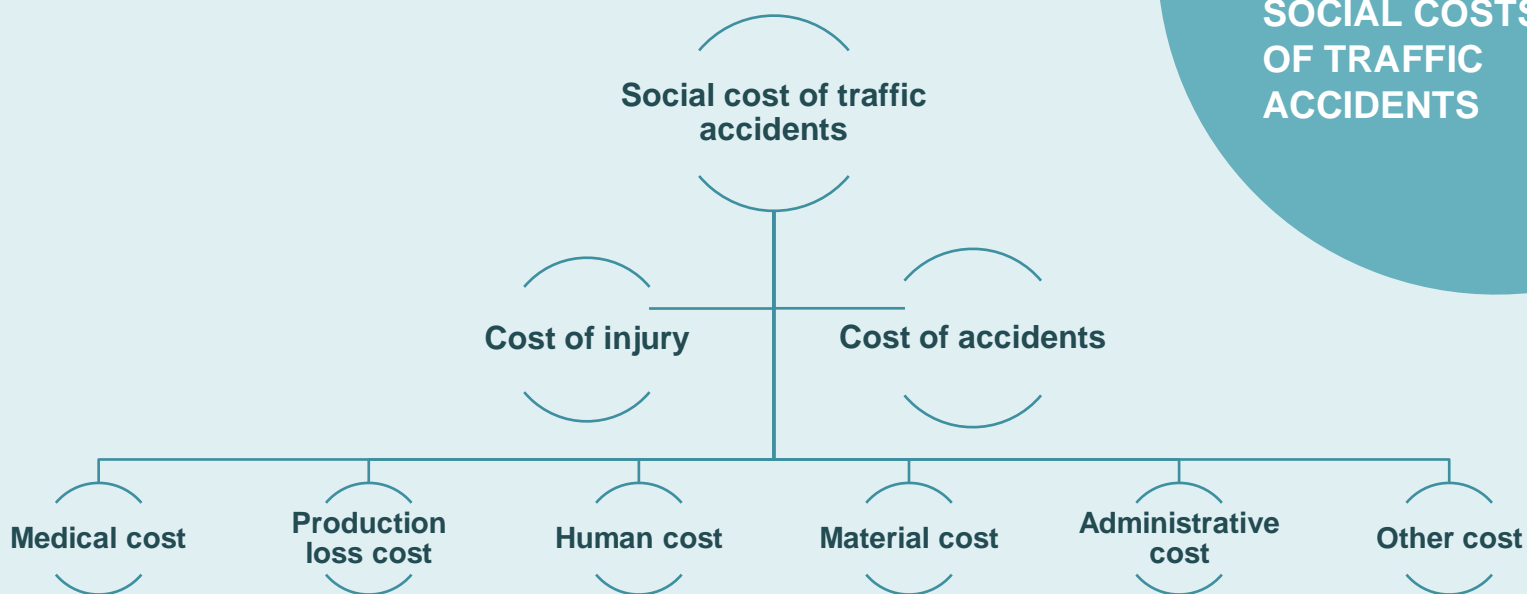 SOCIAL COSTS
OF TRAFFIC
ACCIDENTS
Social cost of traffic
accidents
Cost of injury
Cost of accidents
Medical cost
Production
loss cost
Human cost
Material cost
Administrative
cost
Other cost